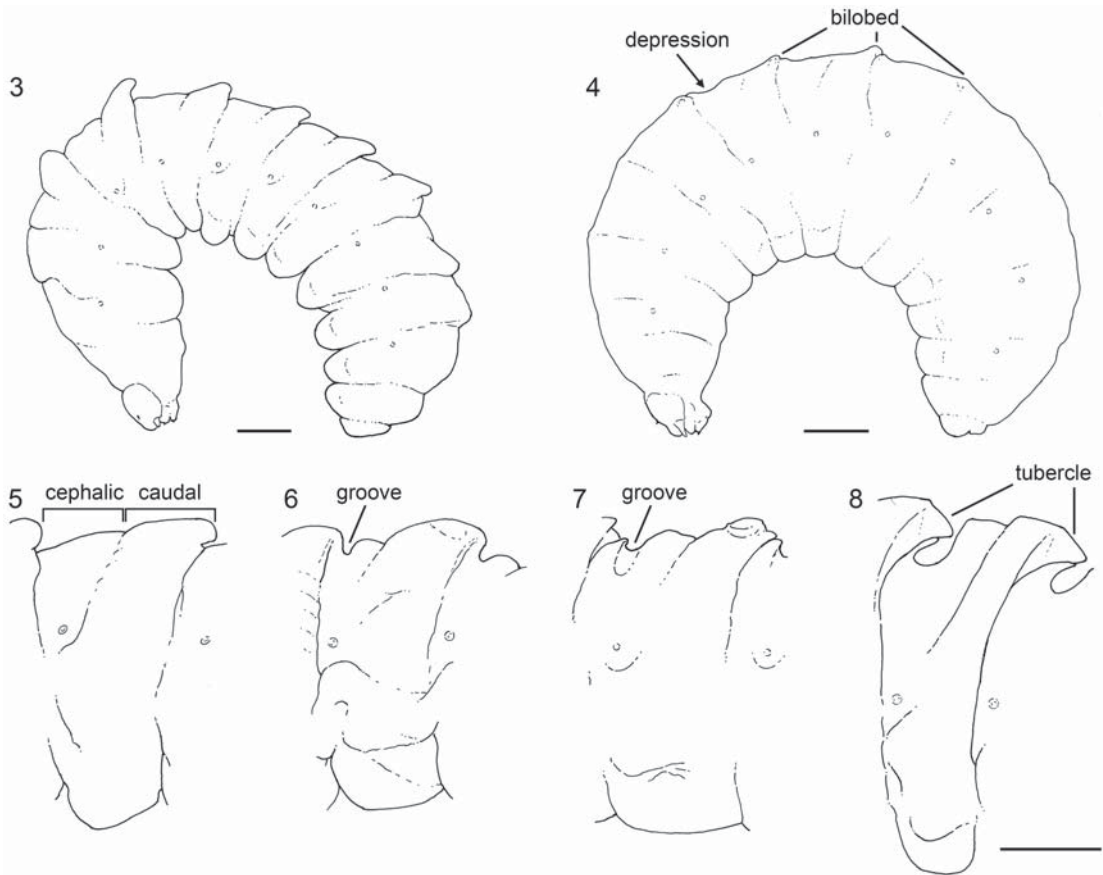 bilobed
depression
3
4
5
cephalic
caudal
6
groove
7
groove
8
tubercle